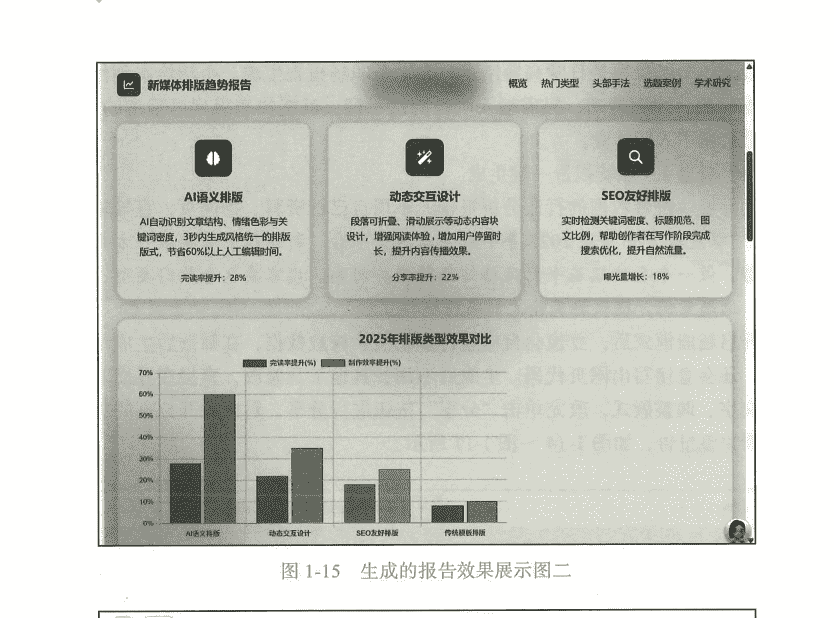 新媒体排版趋势报告
概览 热门类型 头部手法 选题案例 学术研究
AI语义排版
AI自动识别文章结构、情绪色彩与关
键词密度，3秒内生成风格统一的排版
版式，节省60%以上人工编辑时间。
完读率提升：28%
动态交互设计
段落可折叠、滑动展示等动态内容块
设计，增强阅读体验，增加用户停留时
长，提升内容传播效果。
分享率提升：22%
SEO友好排版
实时检测关键词密度、标题规范、图
文比例，帮助创作者在写作阶段完成
搜索优化，提升自然流量。
曝光量增长：18%
2025年排版类型效果对比
完读率提升(%) 制作效率提升(%)
70%
60%
50%
40%
30%
20%
10%
0%
AI语义排版 动态交互设计 SEO友好排版 传统模板排版
图 1-15 生成的报告效果展示图二